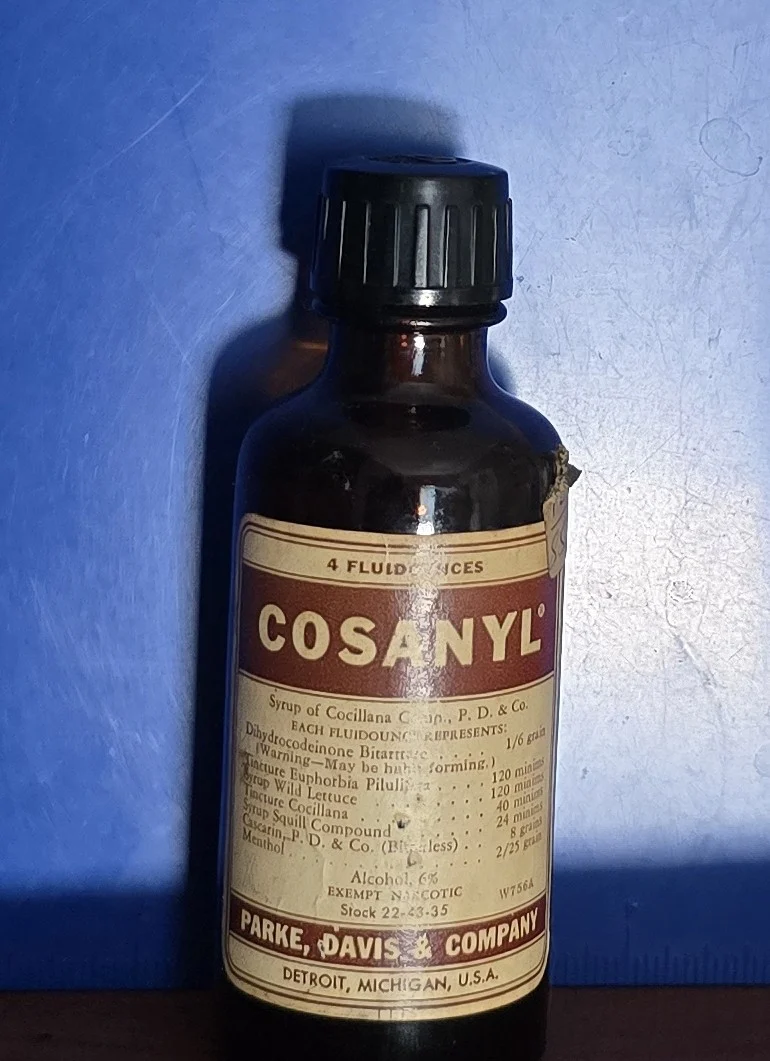 4 FLUIDOUNCES
COSANYL®
Syrup of Cocillana Comp., P. D. & Co.
EACH FLUIDOUNCE REPRESENTS:
Dihydrocodeinone Bitartrate . . . . . 1/6 grain
(Warning—May be habit forming.)
Tincture Euphorbia Pilulifera . . . . 120 minims
Syrup Wild Lettuce . . . . . . . 120 minims
Tincture Cocillana . . . . . . . 40 minims
Syrup Squill Compound . . . . . . 24 minims
Cascarin, P. D. & Co. (Bitterless) . . 8 grains
Menthol . . . . . . . . . . 2/25 grain
Alcohol, 6%
EXEMPT NARCOTIC W756A
Stock 22-43-35
PARKE, DAVIS & COMPANY
DETROIT, MICHIGAN, U.S.A.